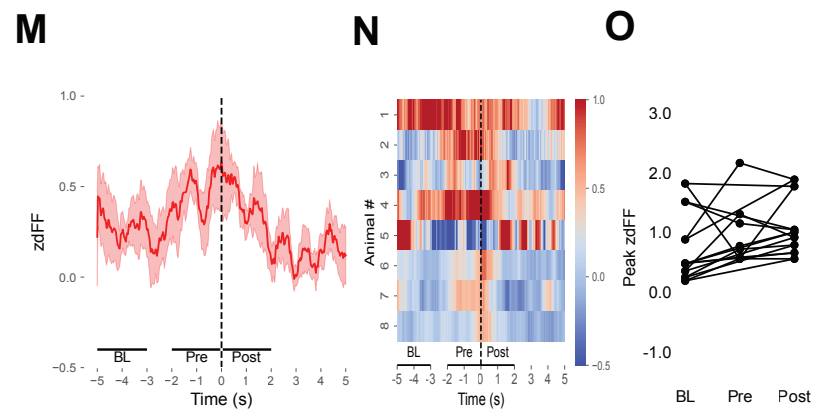 M
zdFF
1.0
0.5
0.0
−0.5
BL
Pre
Post
−5 −4 −3 −2 −1 0 1 2 3 4 5
Time (s)
N
Animal #
1
2
3
4
5
6
7
8
BL
Pre
Post
-5 -4 -3 -2 -1 0 1 2 3 4 5
Time (s)
1.0
0.5
0.0
−0.5
O
Peak zdFF
3.0
2.0
1.0
0.0
-1.0
BL Pre Post